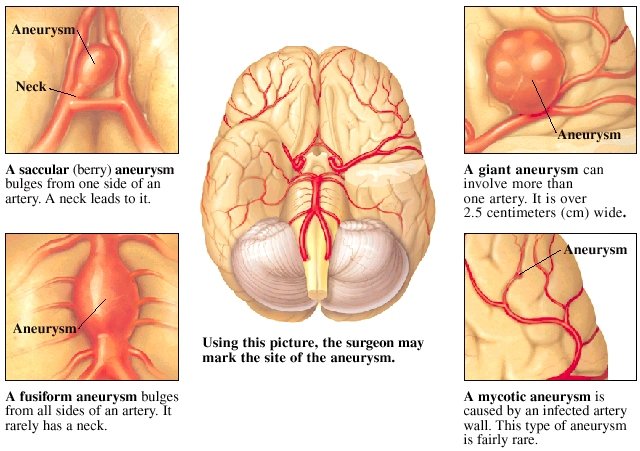 Aneurysm
Neck
A saccular (berry) aneurysm
bulges from one side of an
artery. A neck leads to it.
Aneurysm
A fusiform aneurysm bulges
from all sides of an artery. It
rarely has a neck.
Using this picture, the surgeon may
mark the site of the aneurysm.
Aneurysm
A giant aneurysm can
involve more than
one artery. It is over
2.5 centimeters (cm) wide.
Aneurysm
A mycotic aneurysm is
caused by an infected artery
wall. This type of aneurysm
is fairly rare.